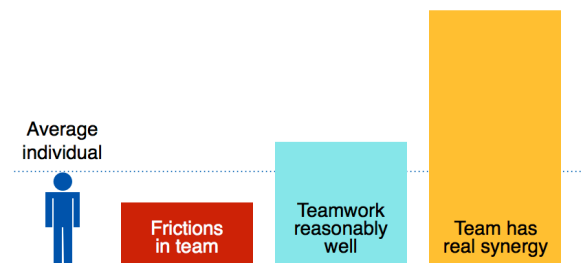 Average
individual
Frictions
in team
Teamwork
reasonably
well
Team has
real synergy